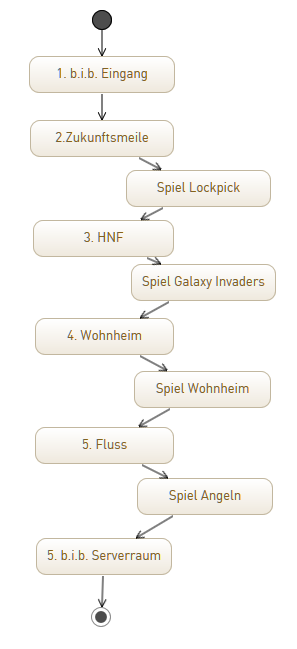 1. b.i.b. Eingang
2.Zukunftsmeile
Spiel Lockpick
3. HNF
Spiel Galaxy Invaders
4. Wohnheim
Spiel Wohnheim
5. Fluss
Spiel Angeln
5. b.i.b. Serverraum